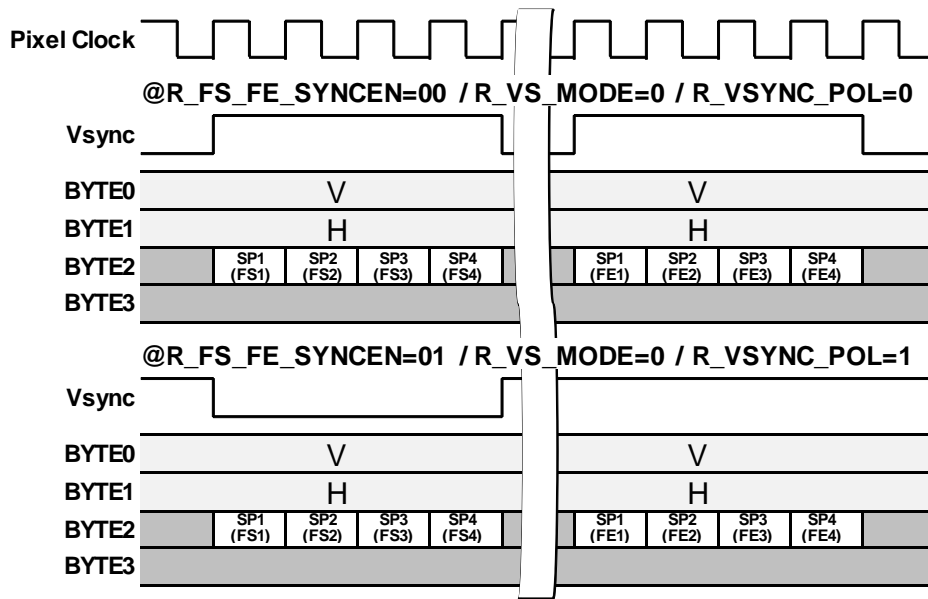 Pixel Clock
@R_FS_FE_SYNCEN=00 / R_VS_MODE=0 / R_VSYNC_POL=0
Vsync
BYTE0 V V
BYTE1 H H
BYTE2 SP1 (FS1) SP2 (FS2) SP3 (FS3) SP4 (FS4) SP1 (FE1) SP2 (FE2) SP3 (FE3) SP4 (FE4)
BYTE3
@R_FS_FE_SYNCEN=01 / R_VS_MODE=0 / R_VSYNC_POL=1
Vsync
BYTE0 V V
BYTE1 H H
BYTE2 SP1 (FS1) SP2 (FS2) SP3 (FS3) SP4 (FS4) SP1 (FE1) SP2 (FE2) SP3 (FE3) SP4 (FE4)
BYTE3